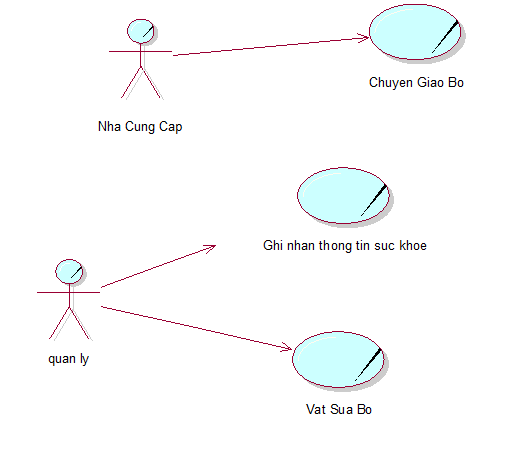 Chuyen Giao Bo
Nha Cung Cap
Ghi nhan thong tin suc khoe
quan ly
Vat Sua Bo